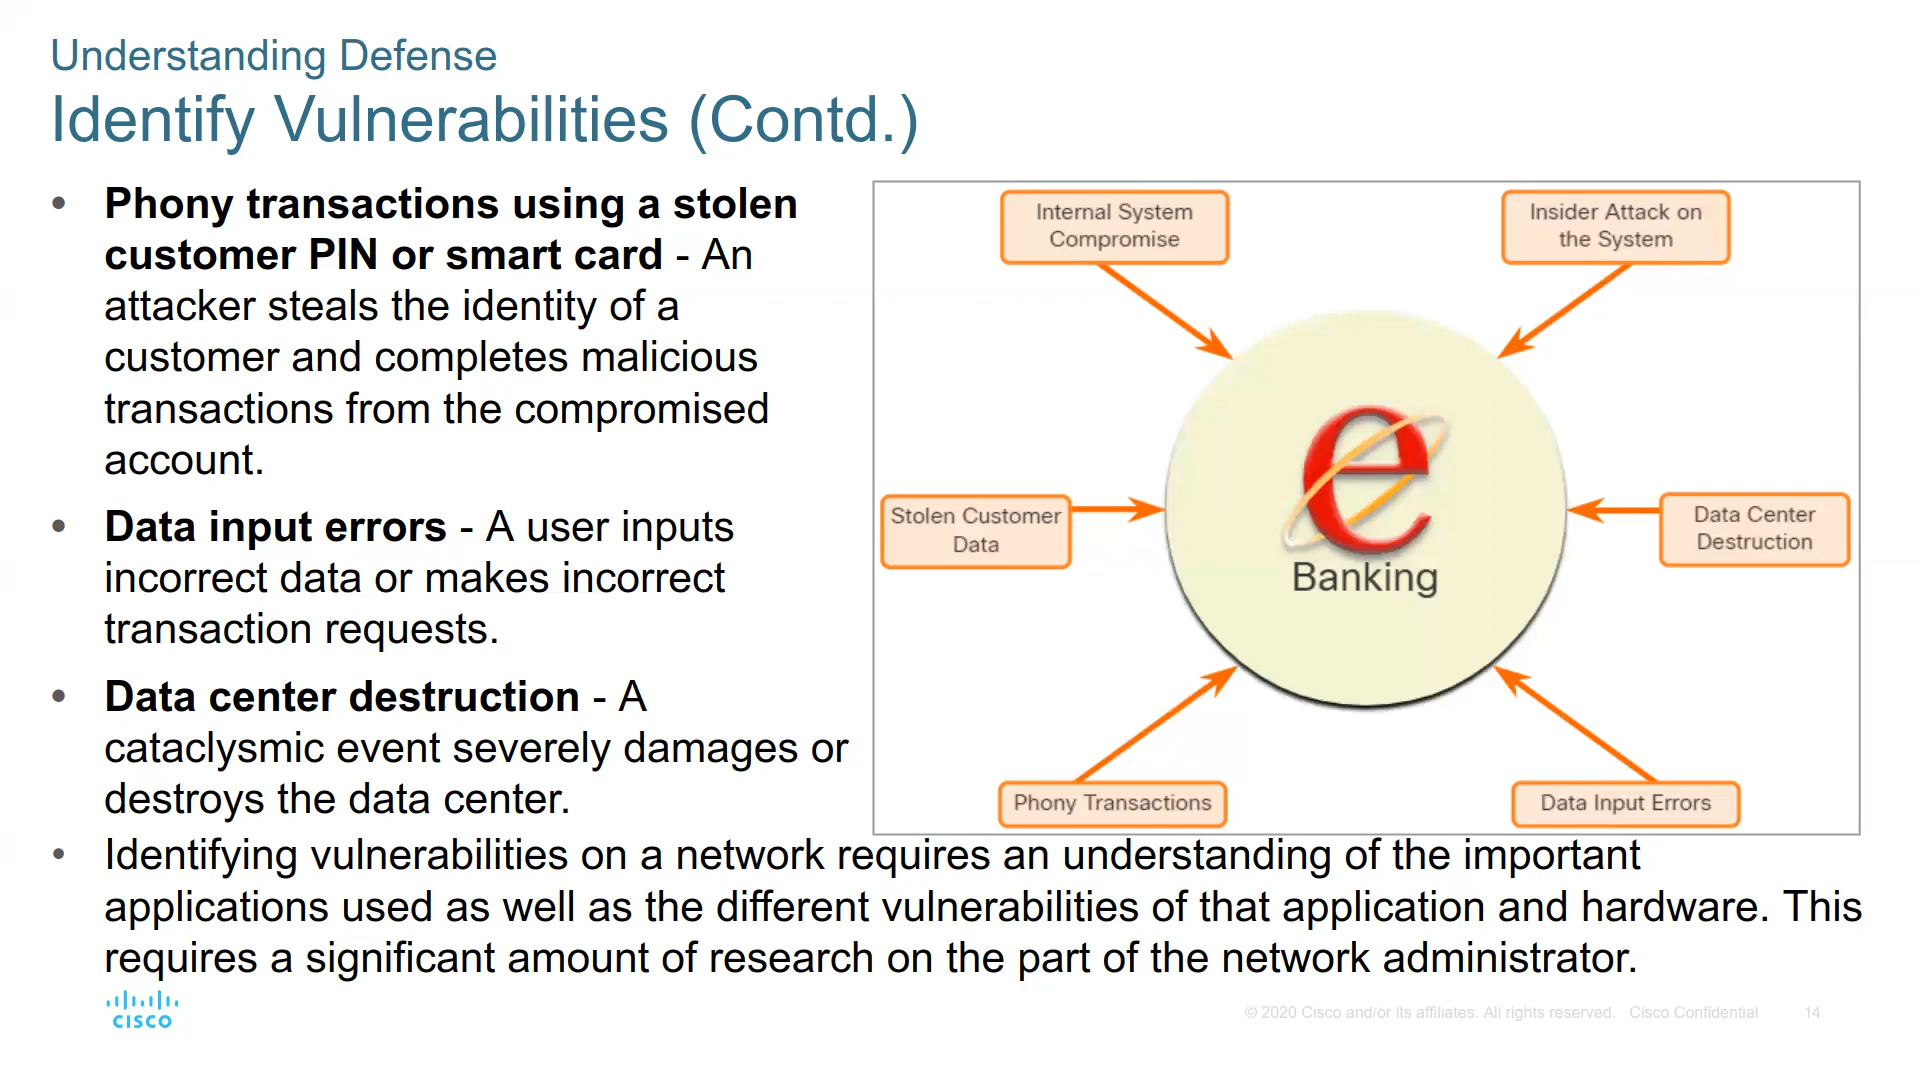 Understanding Defense
Identify Vulnerabilities (Contd.)
• Phony transactions using a stolen
customer PIN or smart card - An
attacker steals the identity of a
customer and completes malicious
transactions from the compromised
account.
• Data input errors - A user inputs
incorrect data or makes incorrect
transaction requests.
• Data center destruction - A
cataclysmic event severely damages or
destroys the data center.
• Identifying vulnerabilities on a network requires an understanding of the important
applications used as well as the different vulnerabilities of that application and hardware. This
requires a significant amount of research on the part of the network administrator.
Internal System
Compromise
Insider Attack on
the System
Stolen Customer
Data
e
Banking
Data Center
Destruction
Phony Transactions
Data Input Errors
CISCO
© 2020 Cisco and/or its affiliates. All rights reserved. Cisco Confidential
14